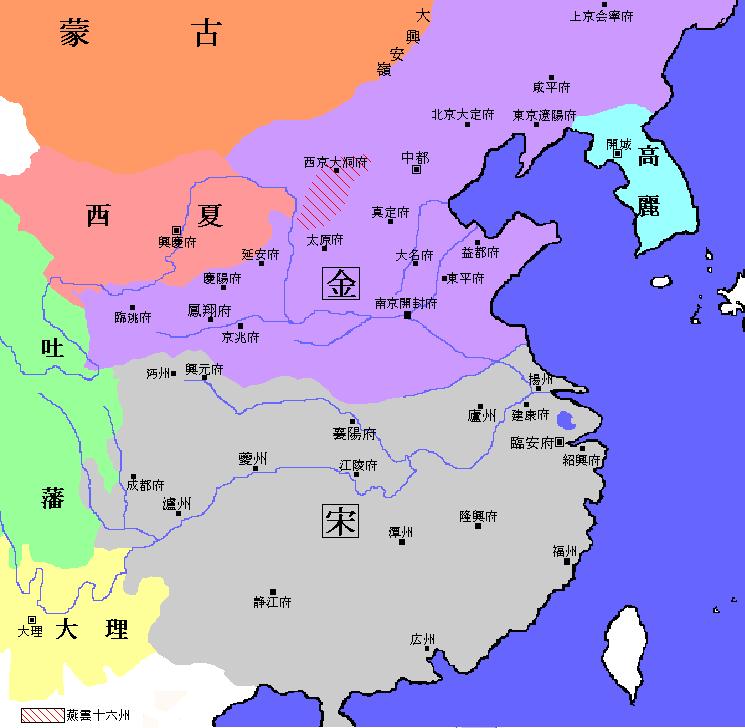 蒙古
大興安嶺
上京会寧府
咸平府
北京大定府
東京遼陽府
開城
高麗
西京大洞府
中都
西夏
興慶府
真定府
太原府
延安府
大名府
益都府
慶陽府
金
東平府
臨洮府
鳳翔府
南京開封府
京兆府
吐藩
沔州
興元府
揚州
廬州
建康府
襄陽府
臨安府
紹興府
夔州
江陵府
成都府
瀘州
宋
隆興府
潭州
福州
静江府
大理
大理
広州
燕雲十六州